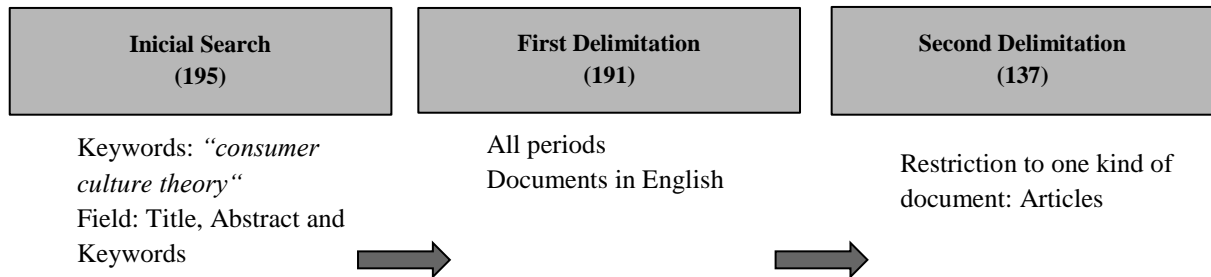 Inicial Search
(195)
Keywords: “consumer
culture theory“
Field: Title, Abstract and
Keywords
First Delimitation
(191)
All periods
Documents in English
Second Delimitation
(137)
Restriction to one kind of
document: Articles